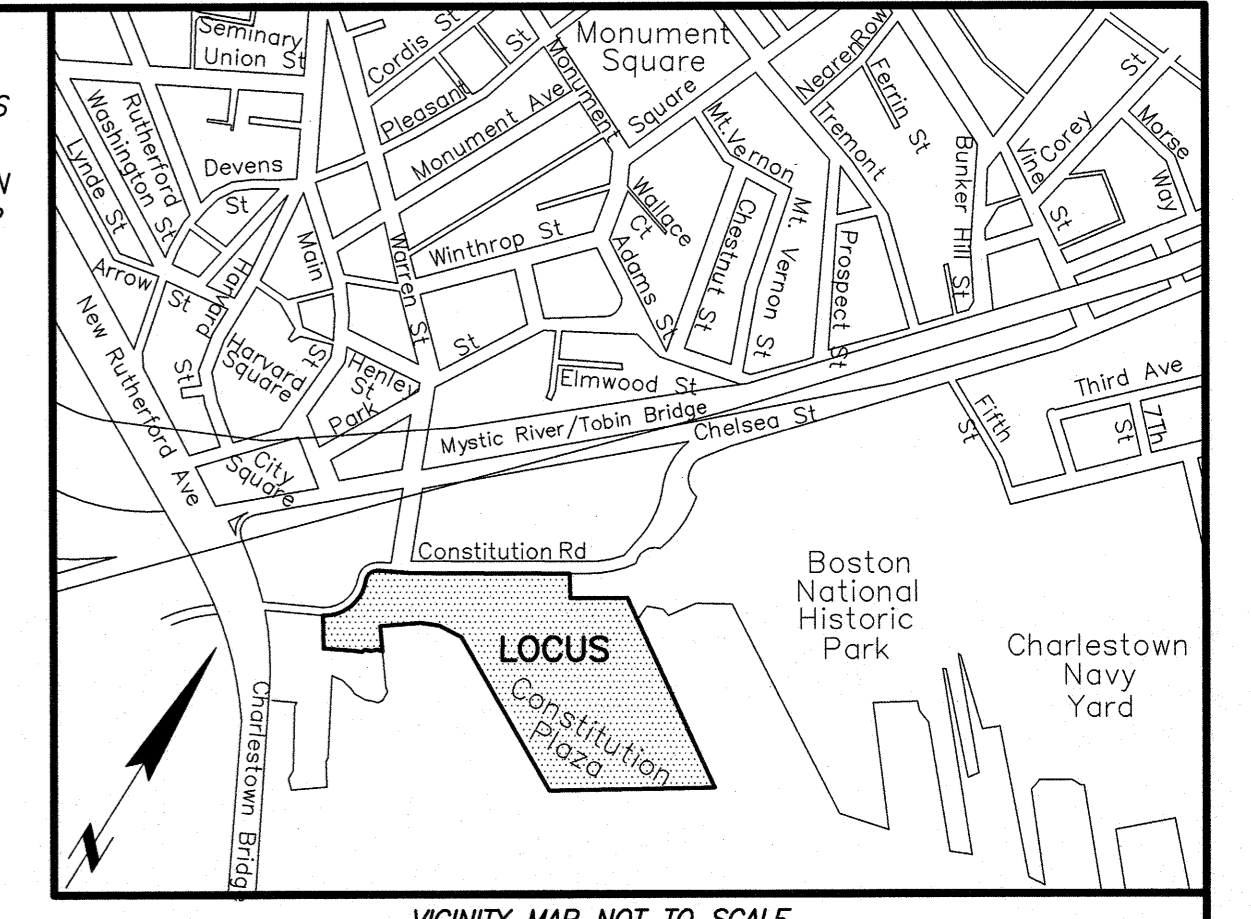 S
N
Seminary
Union St
Cordis St
Pleasant
St
Monument
Monument
Square
Square
Nearen Row
Ferrin St
Tremont
St
Corey
Vine
St
Morse
Way
Bunker Hill St
Rutherford
Washington St
Lynde St
Devens
St
Monument Ave
Mt.Vernon
Wallace
Ct
Chestnut St
Mt. Vernon St
Prospect St
Main
St
Warren St
Winthrop St
Adams St
Arrow
St
Harvard
St
Harvard
Square
Henley
St
Park
St
Elmwood St
Third Ave
Fifth
St
7Th
St
New Rutherford Ave
Mystic River/Tobin Bridge
Chelsea St
City
Square
Constitution Rd
Boston
National
Historic
Park
LOCUS
Constitution
Plaza
Charlestown
Navy
Yard
Charlestown Bridge
N
VICINITY MAP NOT TO SCALE